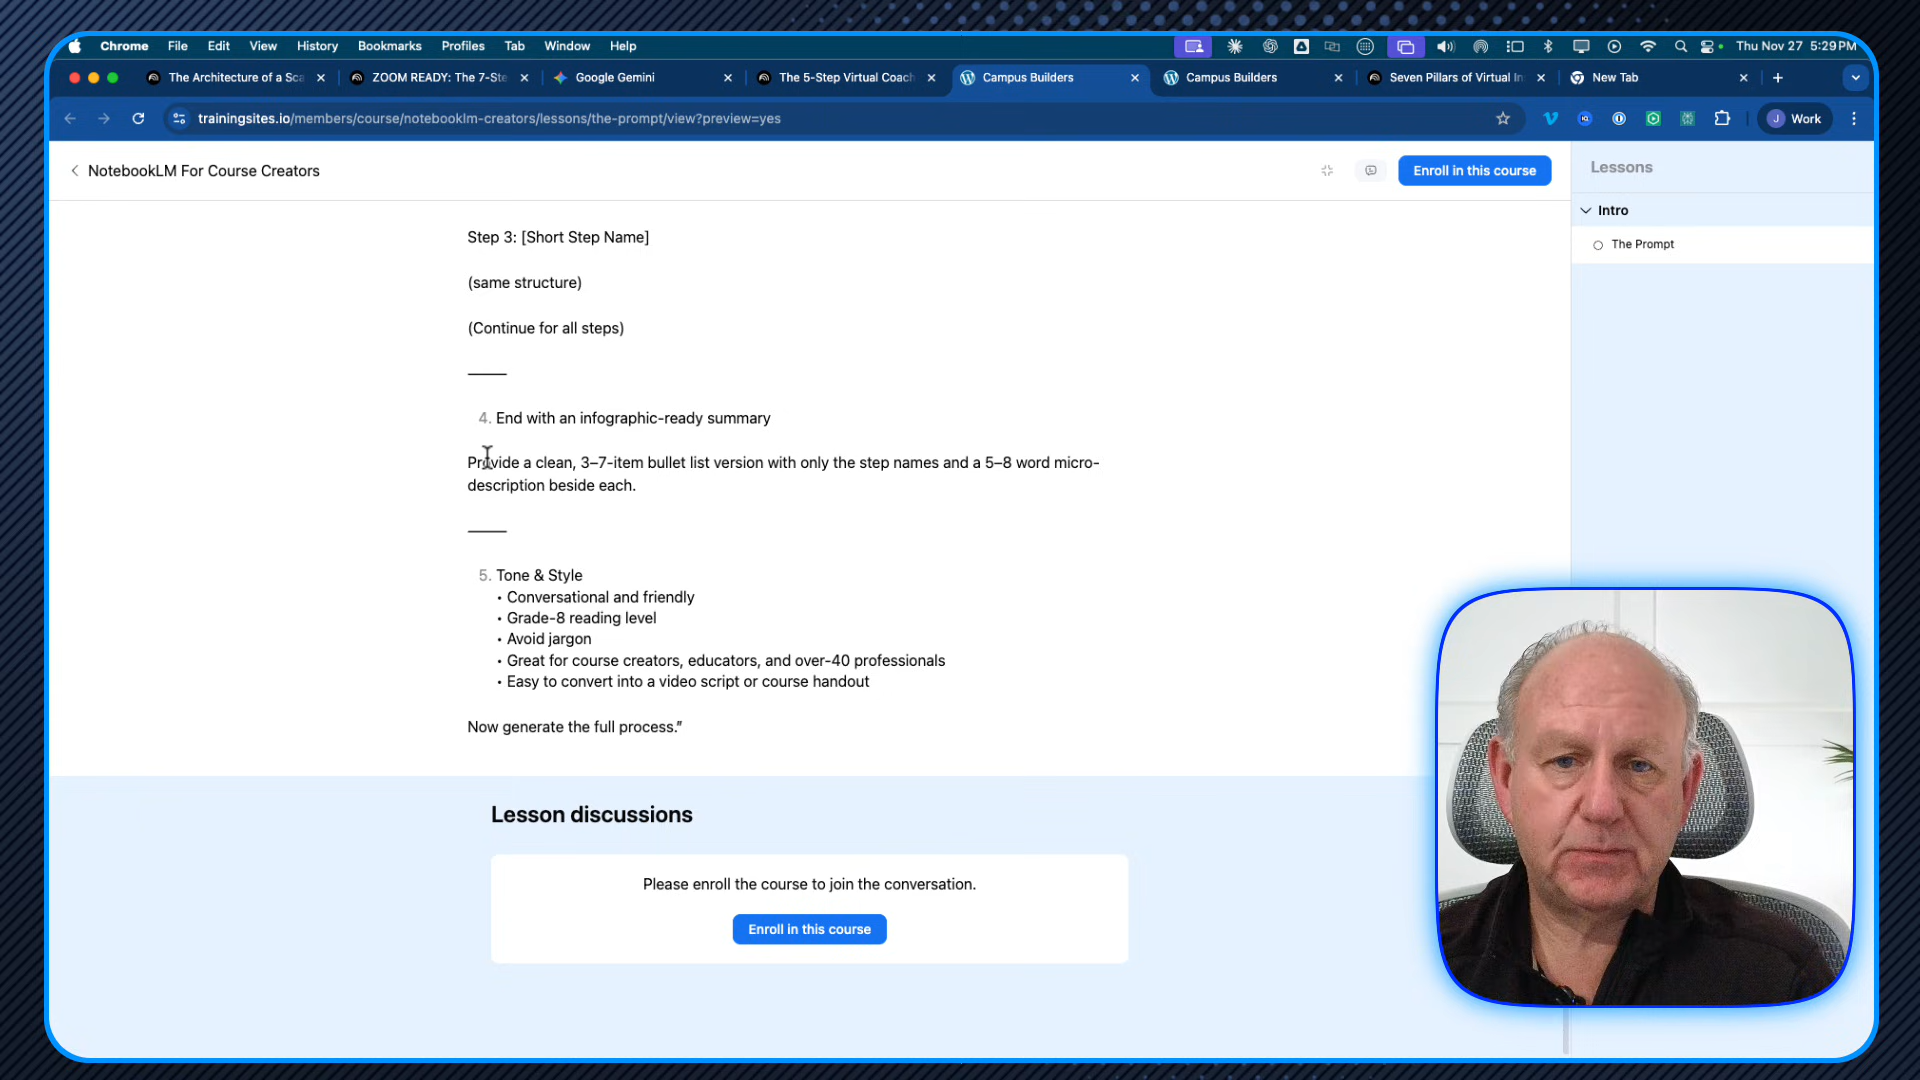 Chrome File Edit View History Bookmarks Profiles Tab Window Help Thu Nov 27 5:29 PM
The Architecture of a Sca ZOOM READY: The 7-Ste Google Gemini The 5-Step Virtual Coach Campus Builders Campus Builders Seven Pillars of Virtual In New Tab
trainingsites.io/members/course/notebooklm-creators/lessons/the-prompt/view?preview=yes J Work
NotebookLM For Course Creators Enroll in this course
Lessons
Intro
The Prompt
Step 3: [Short Step Name]
(same structure)
(Continue for all steps)
4. End with an infographic-ready summary
Provide a clean, 3–7-item bullet list version with only the step names and a 5–8 word micro-
description beside each.
5. Tone & Style
• Conversational and friendly
• Grade-8 reading level
• Avoid jargon
• Great for course creators, educators, and over-40 professionals
• Easy to convert into a video script or course handout
Now generate the full process.”
Lesson discussions
Please enroll the course to join the conversation.
Enroll in this course